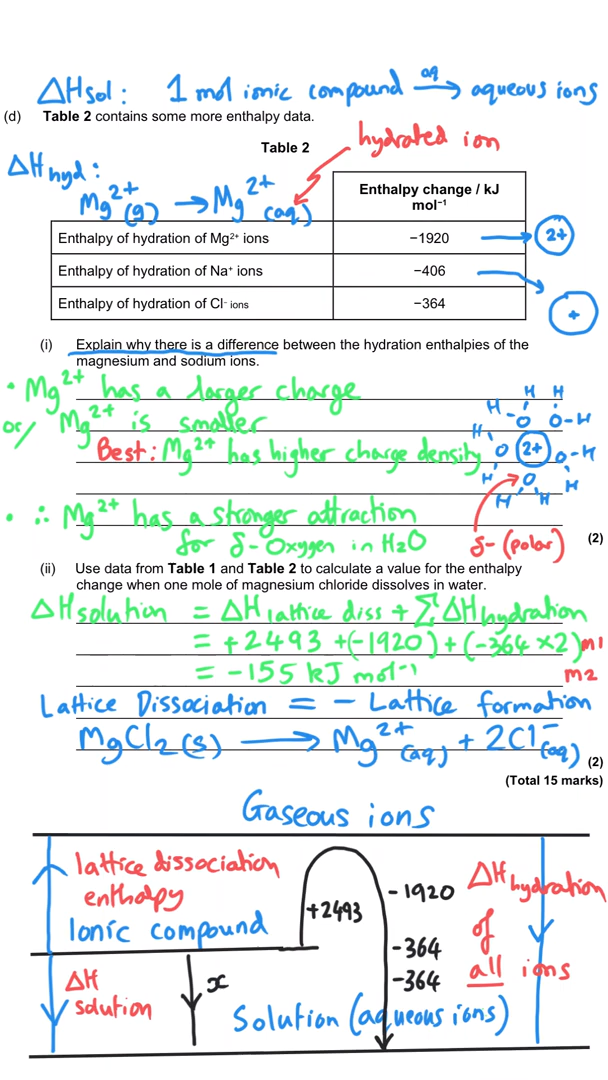 ΔHsol: 1 mol ionic compound aq→ aqueous ions
(d) Table 2 contains some more enthalpy data.
Table 2
hydrated ion
ΔHhyd:
Mg²⁺(g) → Mg²⁺(aq)
Enthalpy change / kJ
mol⁻¹
Enthalpy of hydration of Mg²⁺ ions −1920 2+
Enthalpy of hydration of Na⁺ ions −406
Enthalpy of hydration of Cl⁻ ions −364 +
(i) Explain why there is a difference between the hydration enthalpies of the
magnesium and sodium ions.
• Mg²⁺ has a larger charge
or/ Mg²⁺ is smaller
Best: Mg²⁺ has higher charge density
H H
H-O O-H
H O 2+ O-H
H O H
H H
• ∴ Mg²⁺ has a stronger attraction
for δ- Oxygen in H₂O
δ- (polar)
(2)
(ii) Use data from Table 1 and Table 2 to calculate a value for the enthalpy
change when one mole of magnesium chloride dissolves in water.
ΔHsolution = ΔHlattice diss + ΣΔHhydration
= +2493 +(-1920) + (-364 ×2) m1
= -155 kJ mol⁻¹ m2
Lattice Dissociation = - Lattice formation
MgCl₂(s) → Mg²⁺(aq) + 2Cl⁻(aq)
(2)
(Total 15 marks)
Gaseous ions
lattice dissociation
enthalpy
Ionic compound
+2493
-1920
-364
-364
ΔHhydration
of
all ions
ΔH
solution
x
Solution (aqueous ions)